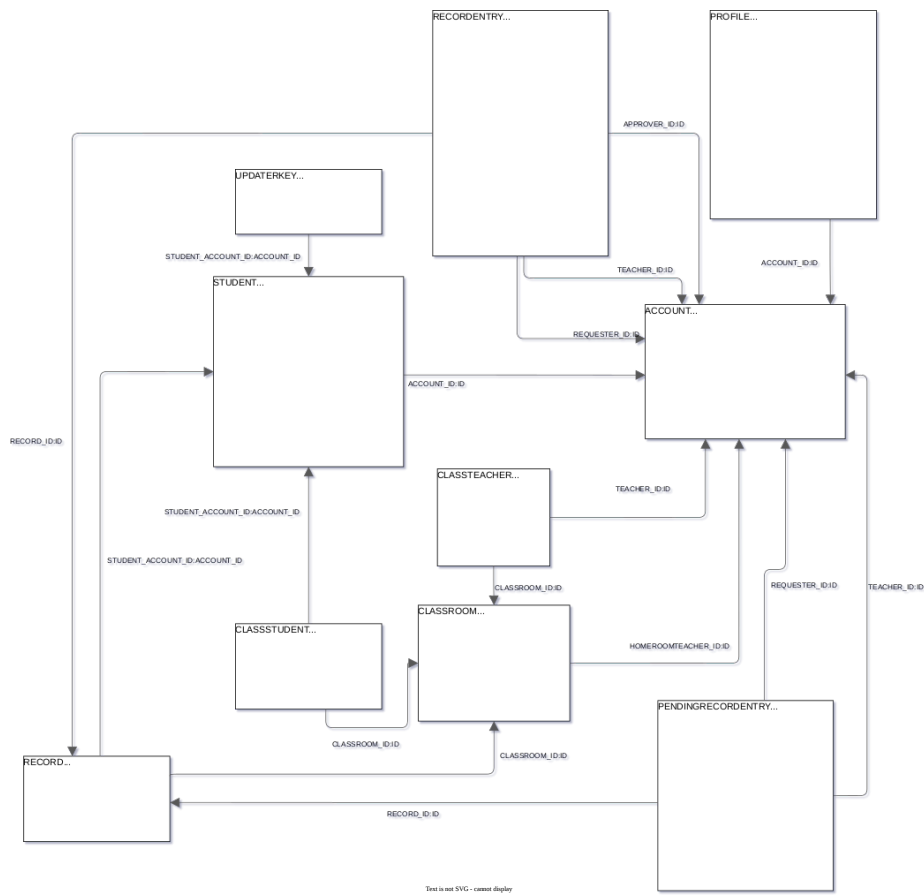 RECORDENTRY...
PROFILE...
APPROVER_ID:ID
UPDATERKEY...
STUDENT_ACCOUNT_ID:ACCOUNT_ID
TEACHER_ID:ID
ACCOUNT_ID:ID
STUDENT...
ACCOUNT...
REQUESTER_ID:ID
ACCOUNT_ID:ID
RECORD_ID:ID
CLASSTEACHER...
TEACHER_ID:ID
STUDENT_ACCOUNT_ID:ACCOUNT_ID
STUDENT_ACCOUNT_ID:ACCOUNT_ID
CLASSROOM_ID:ID
REQUESTER_ID:ID
TEACHER_ID:ID
CLASSROOM...
CLASSSTUDENT...
HOMEROOMTEACHER_ID:ID
PENDINGRECORDENTRY...
CLASSROOM_ID:ID
CLASSROOM_ID:ID
RECORD...
RECORD_ID:ID
Text is not SVG - cannot display